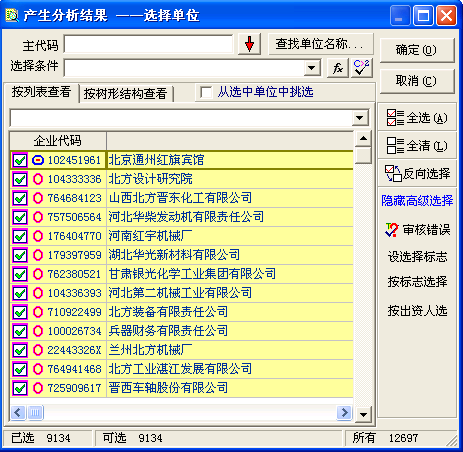 产生分析结果 ——选择单位
主代码
查找单位名称...
确定(O)
选择条件
fx
取消(C)
按列表查看
按树形结构查看
从选中单位中挑选
全选(A)
全清(L)
反向选择
隐藏高级选择
审核错误
设选择标志
按标志选择
按出资人选
企业代码
102451961 北京通州红旗宾馆
104333336 北方设计研究院
764684123 山西北方晋东化工有限公司
757506564 河北华柴发动机有限责任公司
176404770 河南红宇机械厂
179397959 湖北华光新材料有限公司
762380521 甘肃银光化学工业集团有限公司
104336393 河北第二机械工业有限公司
710922499 北方装备有限责任公司
100026734 兵器财务有限责任公司
22443326X 兰州北方机械厂
764941468 北方工业湛江发展有限公司
725909617 晋西车轴股份有限公司
已选 9134
可选 9134
所有 12697